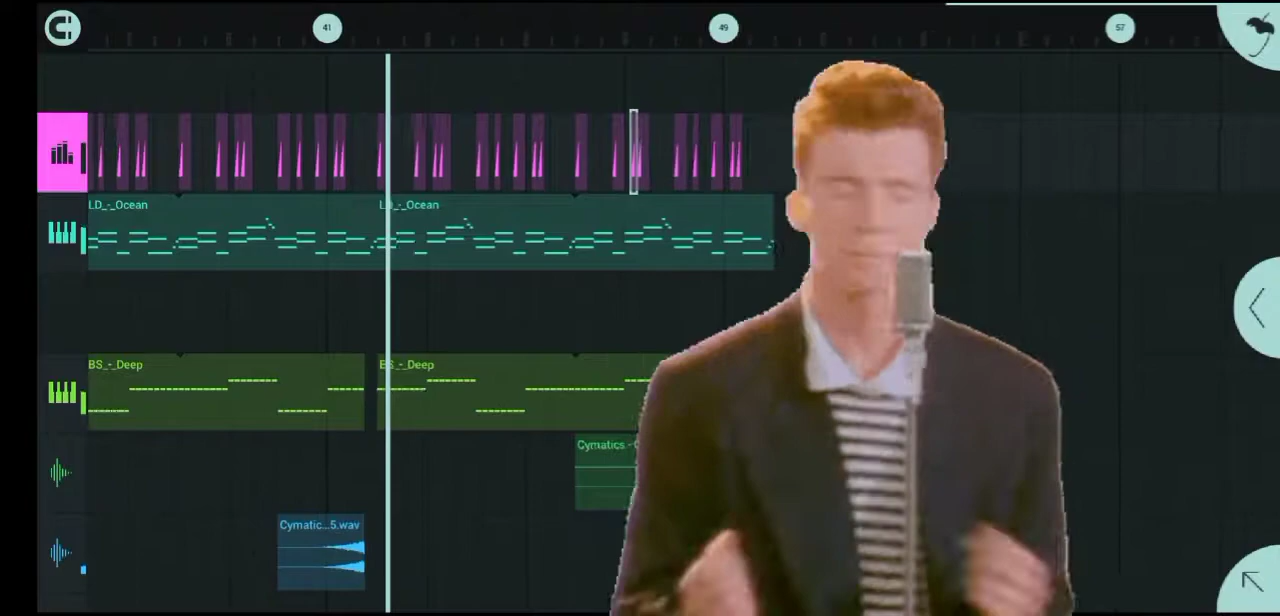 41
49
57
LD_-_Ocean
LD_-_Ocean
BS_-_Deep
BS_-_Deep
Cymatics.-
Cymatic...5.wav